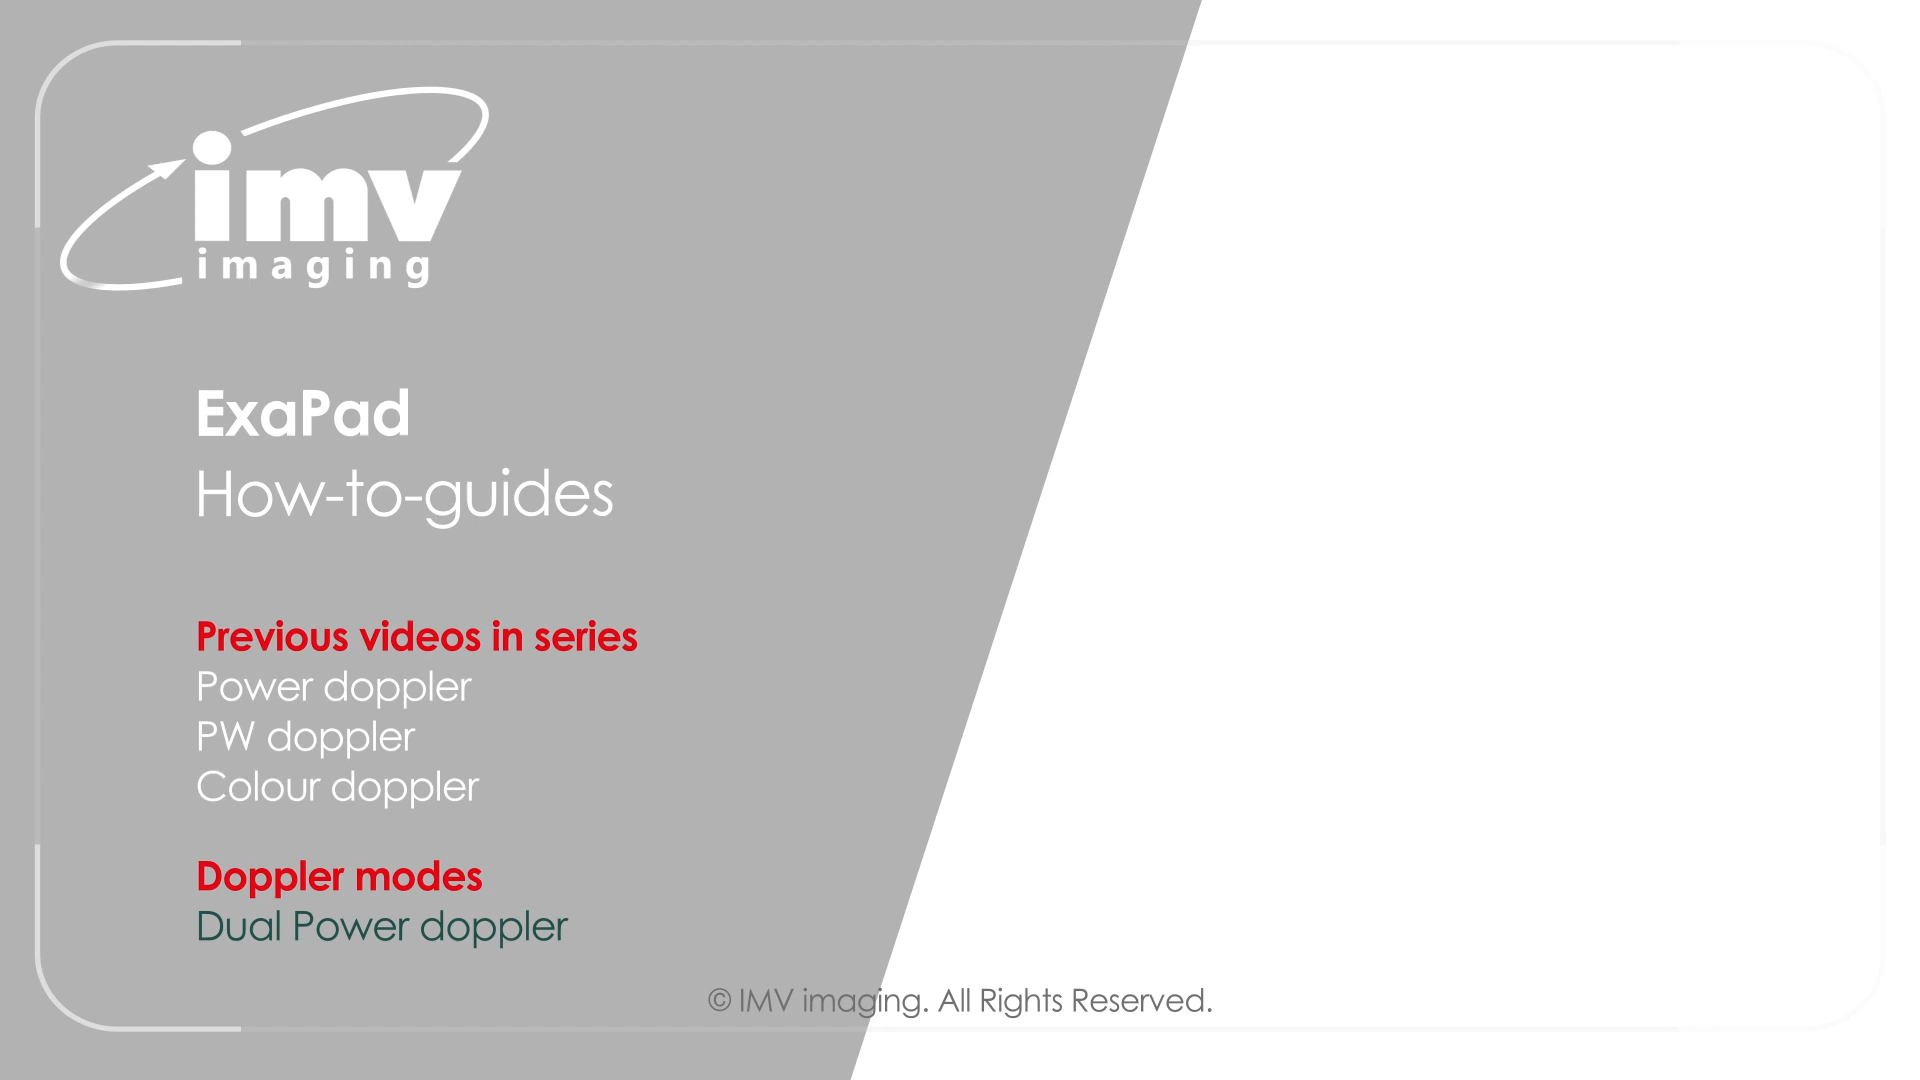 imv
imaging
ExaPad
How-to-guides
Previous videos in series
Power doppler
PW doppler
Colour doppler
Doppler modes
Dual Power doppler
© IMV imaging. All Rights Reserved.